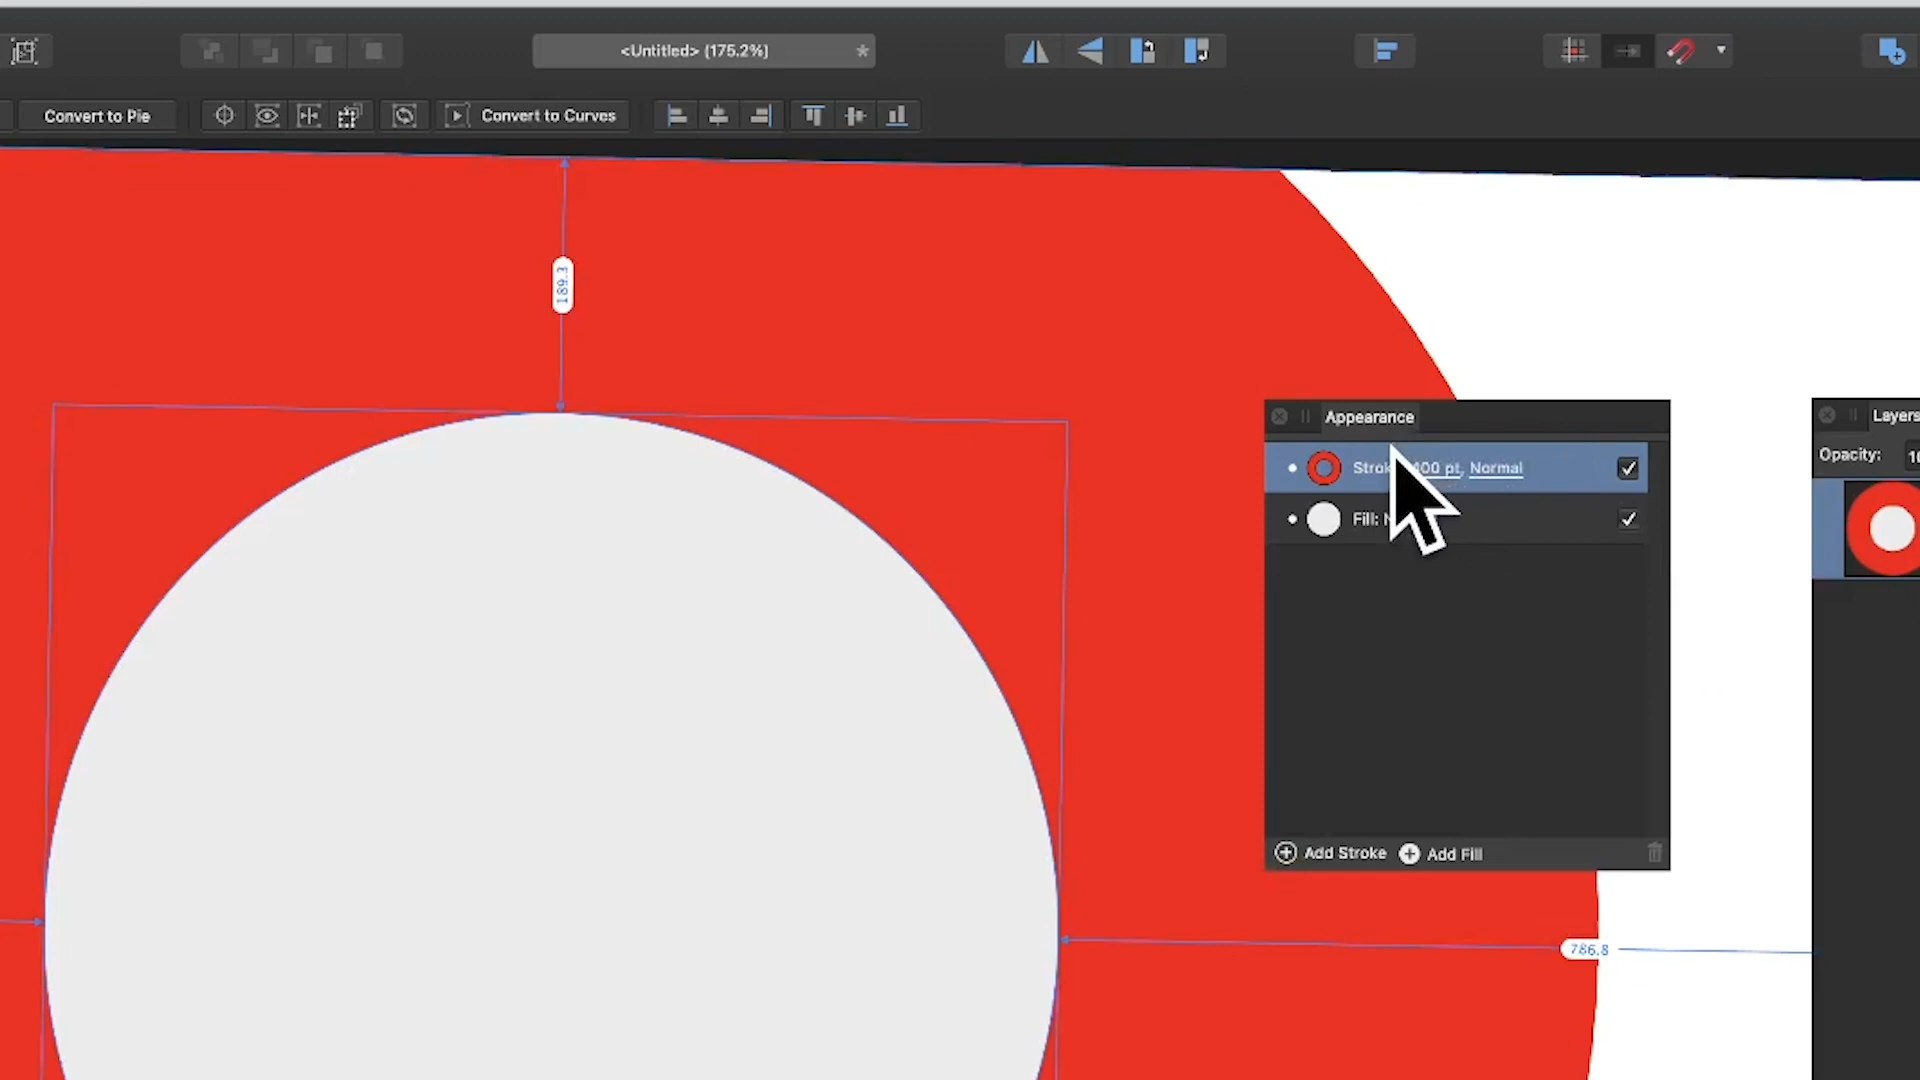 <Untitled> (175.2%)
*
Convert to Pie
Convert to Curves
189.3
Appearance
Layers
400 pt, Normal
Opacity:
Fill:
Add Stroke
Add Fill
786.8